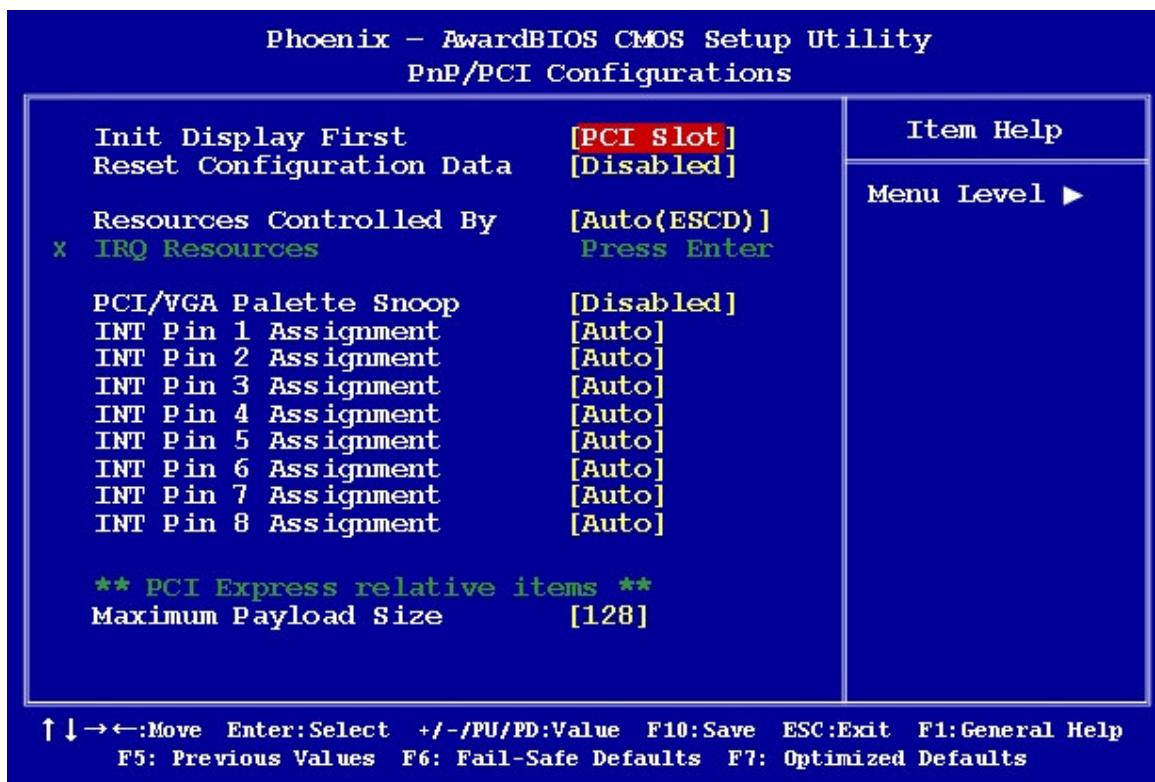 Phoenix – AwardBIOS CMOS Setup Utility
PnP/PCI Configurations
Init Display First [PCI Slot]
Reset Configuration Data [Disabled]
Resources Controlled By [Auto(ESCD)]
x IRQ Resources Press Enter
PCI/VGA Palette Snoop [Disabled]
INT Pin 1 Assignment [Auto]
INT Pin 2 Assignment [Auto]
INT Pin 3 Assignment [Auto]
INT Pin 4 Assignment [Auto]
INT Pin 5 Assignment [Auto]
INT Pin 6 Assignment [Auto]
INT Pin 7 Assignment [Auto]
INT Pin 8 Assignment [Auto]
** PCI Express relative items **
Maximum Payload Size [128]
Item Help
Menu Level ▶
↑↓→←:Move Enter:Select +/-/PU/PD:Value F10:Save ESC:Exit F1:General Help
F5: Previous Values F6: Fail-Safe Defaults F7: Optimized Defaults